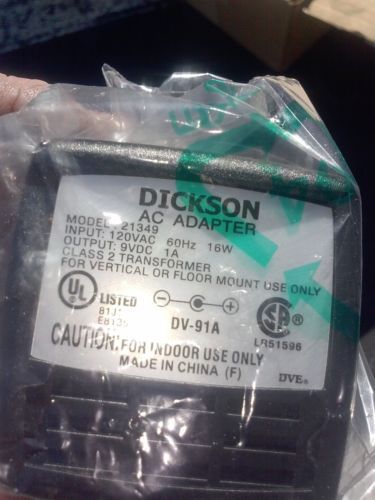 DICKSON
AC ADAPTER
MODEL: 21349
INPUT: 120VAC 60Hz 16W
OUTPUT: 9VDC 1A
CLASS 2 TRANSFORMER
FOR VERTICAL OR FLOOR MOUNT USE ONLY
UL LISTED
DV-91A
LR51596
CAUTION: FOR INDOOR USE ONLY
MADE IN CHINA (F)
DVE®